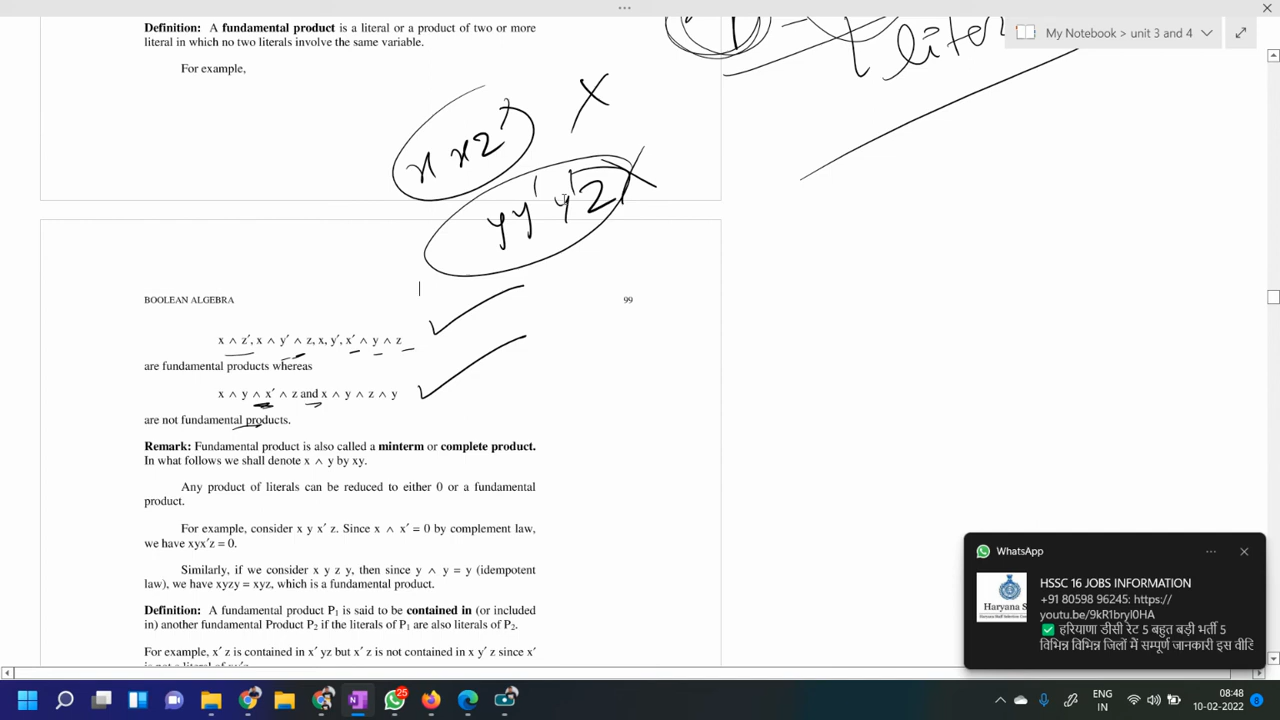 Definition: A fundamental product is a literal or a product of two or more
literal in which no two literals involve the same variable.
For example,
My Notebook > unit 3 and 4
liter
x x z'
X
y y' y' z
BOOLEAN ALGEBRA 99
x ∧ z′, x ∧ y′ ∧ z, x, y′, x′ ∧ y ∧ z
are fundamental products whereas
x ∧ y ∧ x′ ∧ z and x ∧ y ∧ z ∧ y
are not fundamental products.
Remark: Fundamental product is also called a minterm or complete product.
In what follows we shall denote x ∧ y by xy.
Any product of literals can be reduced to either 0 or a fundamental
product.
For example, consider x y x′ z. Since x ∧ x′ = 0 by complement law,
we have xyx′z = 0.
Similarly, if we consider x y z y, then since y ∧ y = y (idempotent
law), we have xyzy = xyz, which is a fundamental product.
Definition: A fundamental product P₁ is said to be contained in (or included
in) another fundamental Product P₂ if the literals of P₁ are also literals of P₂.
For example, x′ z is contained in x′ yz but x′ z is not contained in x y′ z since x′
WhatsApp
HSSC 16 JOBS INFORMATION
+91 80598 96245: https://
youtu.be/9kR1bryl0HA
✅ हरियाणा डीसी रेट 5 बहुत बड़ी भर्ती 5
विभिन्न विभिन्न जिलों में सम्पूर्ण जानकारी इस वीडि
Haryana S
25
ENG
IN
08:48
10-02-2022
8